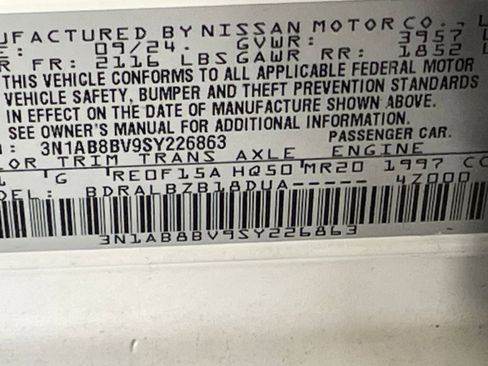 UFACTURED BY NISSAN MOTOR CO., L
E: 09/24. GVWR: 3957 L
R FR: 2116 LBS GAWR RR: 1852 L
THIS VEHICLE CONFORMS TO ALL APPLICABLE FEDERAL MOTOR
VEHICLE SAFETY, BUMPER AND THEFT PREVENTION STANDARDS
IN EFFECT ON THE DATE OF MANUFACTURE SHOWN ABOVE.
SEE OWNER'S MANUAL FOR ADDITIONAL INFORMATION.
3N1AB8BV9SY226863 PASSENGER CAR.
OR TRIM TRANS AXLE ENGINE
G RE0F15A HQ50 MR20 1997 CC
DEL: BDRALBZB18DUA----- 4Z000
3N1AB8BV9SY226863